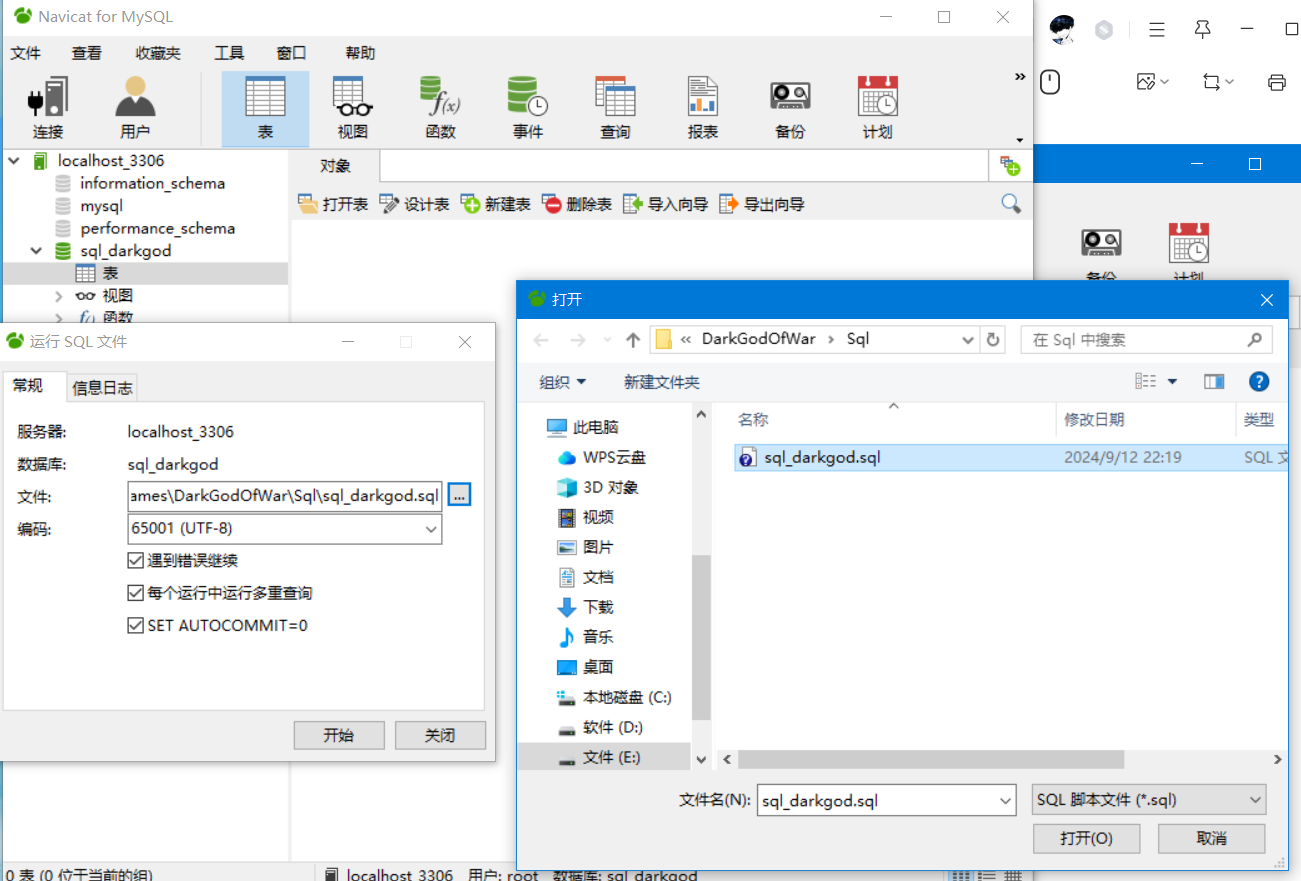 Navicat for MySQL
文件 查看 收藏夹 工具 窗口 帮助
连接 用户 表 视图 函数 事件 查询 报表 备份 计划
»
localhost_3306
information_schema
mysql
performance_schema
sql_darkgod
表
视图
函数
对象
打开表 设计表 新建表 删除表 导入向导 导出向导
备份 计划
运行 SQL 文件
常规 信息日志
服务器: localhost_3306
数据库: sql_darkgod
文件: ames\DarkGodOfWar\Sql\sql_darkgod.sql ...
编码: 65001 (UTF-8)
遇到错误继续
每个运行中运行多重查询
SET AUTOCOMMIT=0
开始 关闭
打开
« DarkGodOfWar › Sql
在 Sql 中搜索
组织 新建文件夹
此电脑
WPS云盘
3D 对象
视频
图片
文档
下载
音乐
桌面
本地磁盘 (C:)
软件 (D:)
文件 (E:)
名称 修改日期 类型
sql_darkgod.sql 2024/9/12 22:19 SQL 文
文件名(N): sql_darkgod.sql
SQL 脚本文件 (*.sql)
打开(O) 取消
0 表 (0 位于当前的组) localhost_3306 用户: root 数据库: sql_darkgod